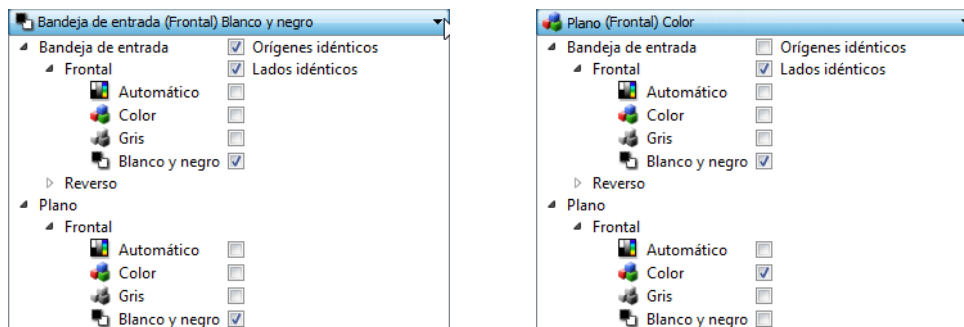 Bandeja de entrada (Frontal) Blanco y negro
Bandeja de entrada Orígenes idénticos
Frontal Lados idénticos
Automático
Color
Gris
Blanco y negro
Reverso
Plano
Frontal
Automático
Color
Gris
Blanco y negro
Plano (Frontal) Color
Bandeja de entrada Orígenes idénticos
Frontal Lados idénticos
Automático
Color
Gris
Blanco y negro
Reverso
Plano
Frontal
Automático
Color
Gris
Blanco y negro